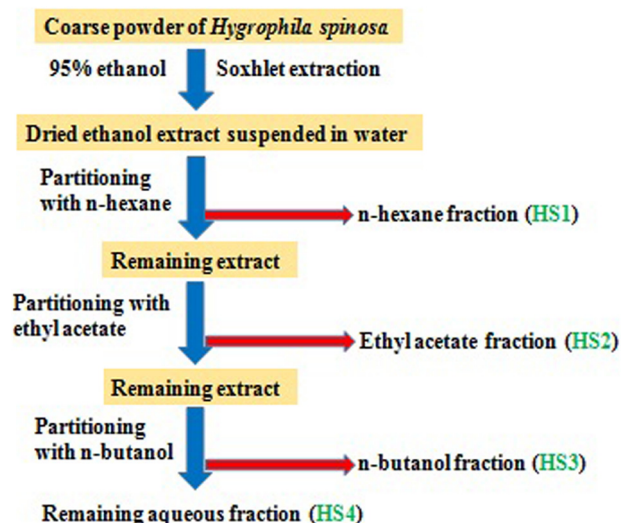 Coarse powder of Hygrophila spinosa
95% ethanol Soxhlet extraction
Dried ethanol extract suspended in water
Partitioning
with n-hexane
n-hexane fraction (HS1)
Remaining extract
Partitioning with
ethyl acetate
Ethyl acetate fraction (HS2)
Remaining extract
Partitioning
with n-butanol
n-butanol fraction (HS3)
Remaining aqueous fraction (HS4)